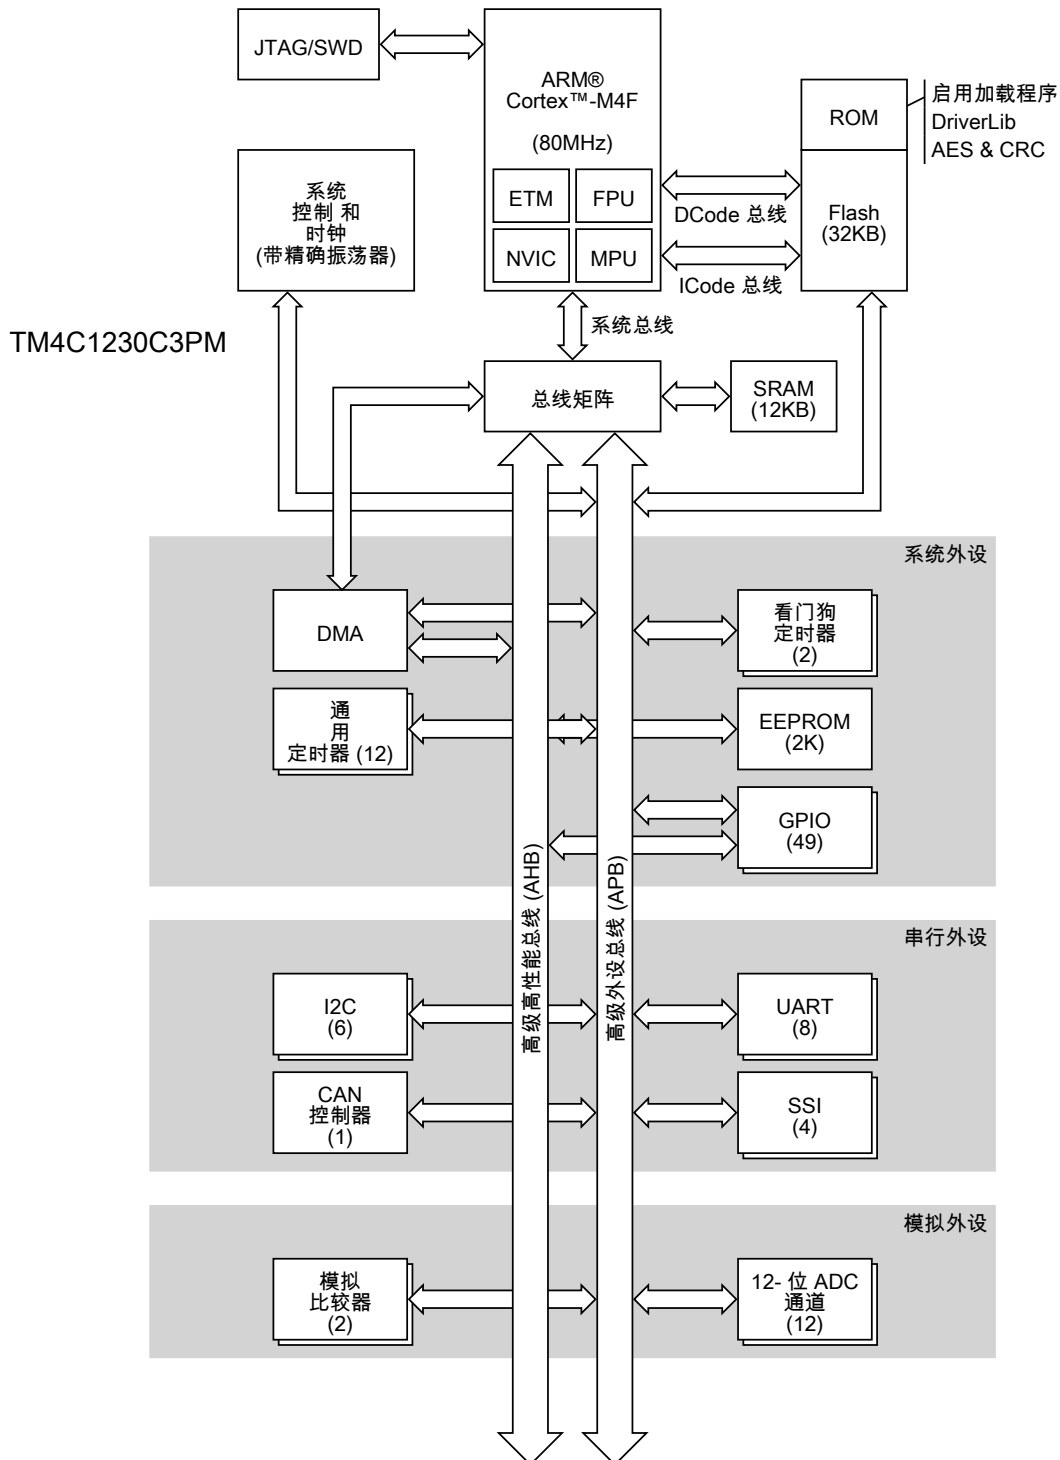 JTAG/SWD
ARM®
Cortex™-M4F
(80MHz)
ETM
FPU
NVIC
MPU
ROM
启用加载程序
DriverLib
AES & CRC
Flash
(32KB)
DCode 总线
ICode 总线
系统
控制 和
时钟
(带精确振荡器)
TM4C1230C3PM
系统总线
总线矩阵
SRAM
(12KB)
系统外设
DMA
看门狗
定时器
(2)
通
用
定时器 (12)
EEPROM
(2K)
GPIO
(49)
高级高性能总线 (AHB)
高级外设总线 (APB)
串行外设
I2C
(6)
UART
(8)
CAN
控制器
(1)
SSI
(4)
模拟外设
模拟
比较器
(2)
12- 位 ADC
通道
(12)